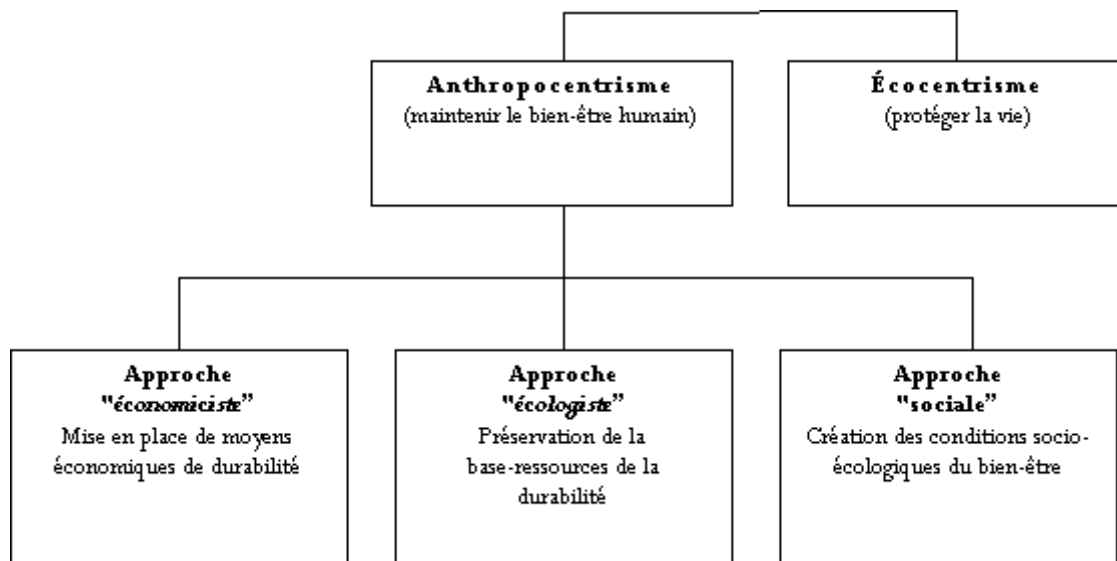 Anthropocentrisme
(maintenir le bien-être humain)
Écocentrisme
(protéger la vie)
Approche
"économiciste"
Mise en place de moyens
économiques de durabilité
Approche
"écologiste"
Préservation de la
base-ressources de la
durabilité
Approche
"sociale"
Création des conditions socio-
écologiques du bien-être